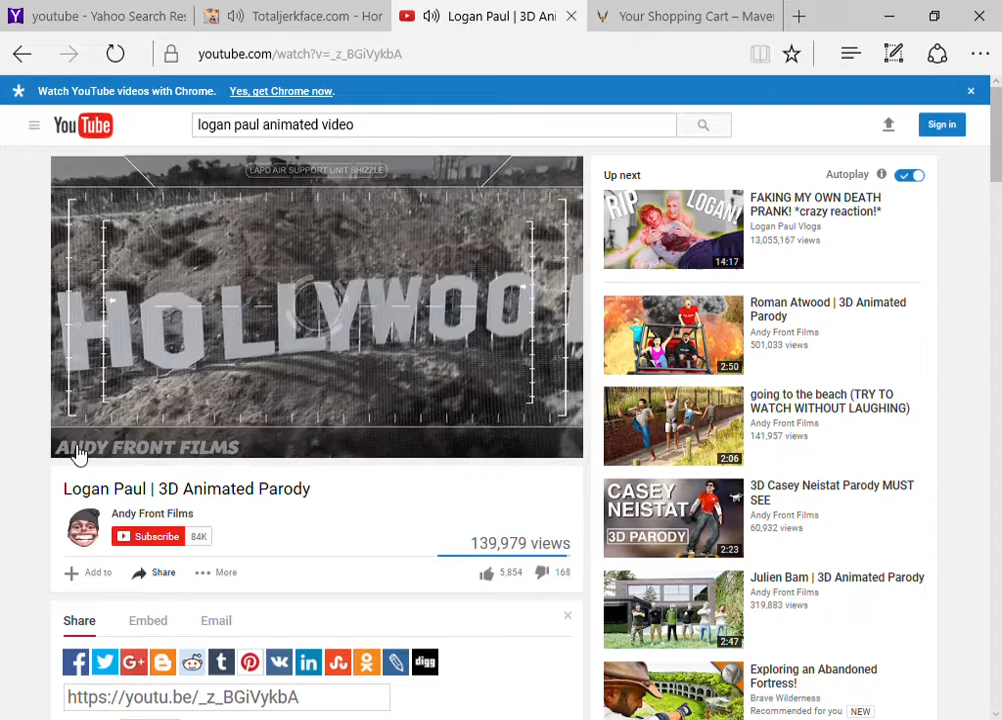 youtube - Yahoo Search Res
Totaljerkface.com - Hor
Logan Paul | 3D Ani
Your Shopping Cart – Mave
youtube.com/watch?v=_z_BGiVykbA
Watch YouTube videos with Chrome. Yes, get Chrome now.
YouTube
logan paul animated video
Sign in
LAPD AIR SUPPORT UNIT SHIZZLE
HOLLYWOO
ANDY FRONT FILMS
Logan Paul | 3D Animated Parody
Andy Front Films
Subscribe 84K
139,979 views
Add to Share More
5,854 168
Share Embed Email
digg
https://youtu.be/_z_BGiVykbA
Up next
Autoplay
RIP LOGAN!
14:17
FAKING MY OWN DEATH
PRANK! *crazy reaction!*
Logan Paul Vlogs
13,055,167 views
2:50
Roman Atwood | 3D Animated
Parody
Andy Front Films
501,033 views
2:06
going to the beach (TRY TO
WATCH WITHOUT LAUGHING)
Andy Front Films
141,957 views
CASEY
NEISTAT
3D PARODY
2:23
3D Casey Neistat Parody MUST
SEE
Andy Front Films
60,932 views
2:47
Julien Bam | 3D Animated Parody
Andy Front Films
319,883 views
Exploring an Abandoned
Fortress!
Brave Wilderness
Recommended for you NEW